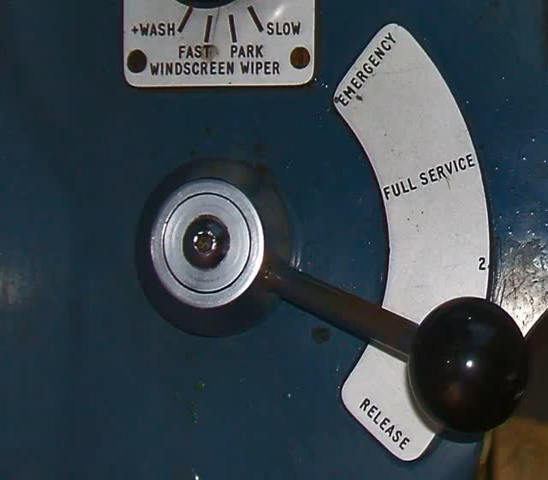 +WASH SLOW
FAST PARK
WINDSCREEN WIPER
EMERGENCY
FULL SERVICE
2
RELEASE